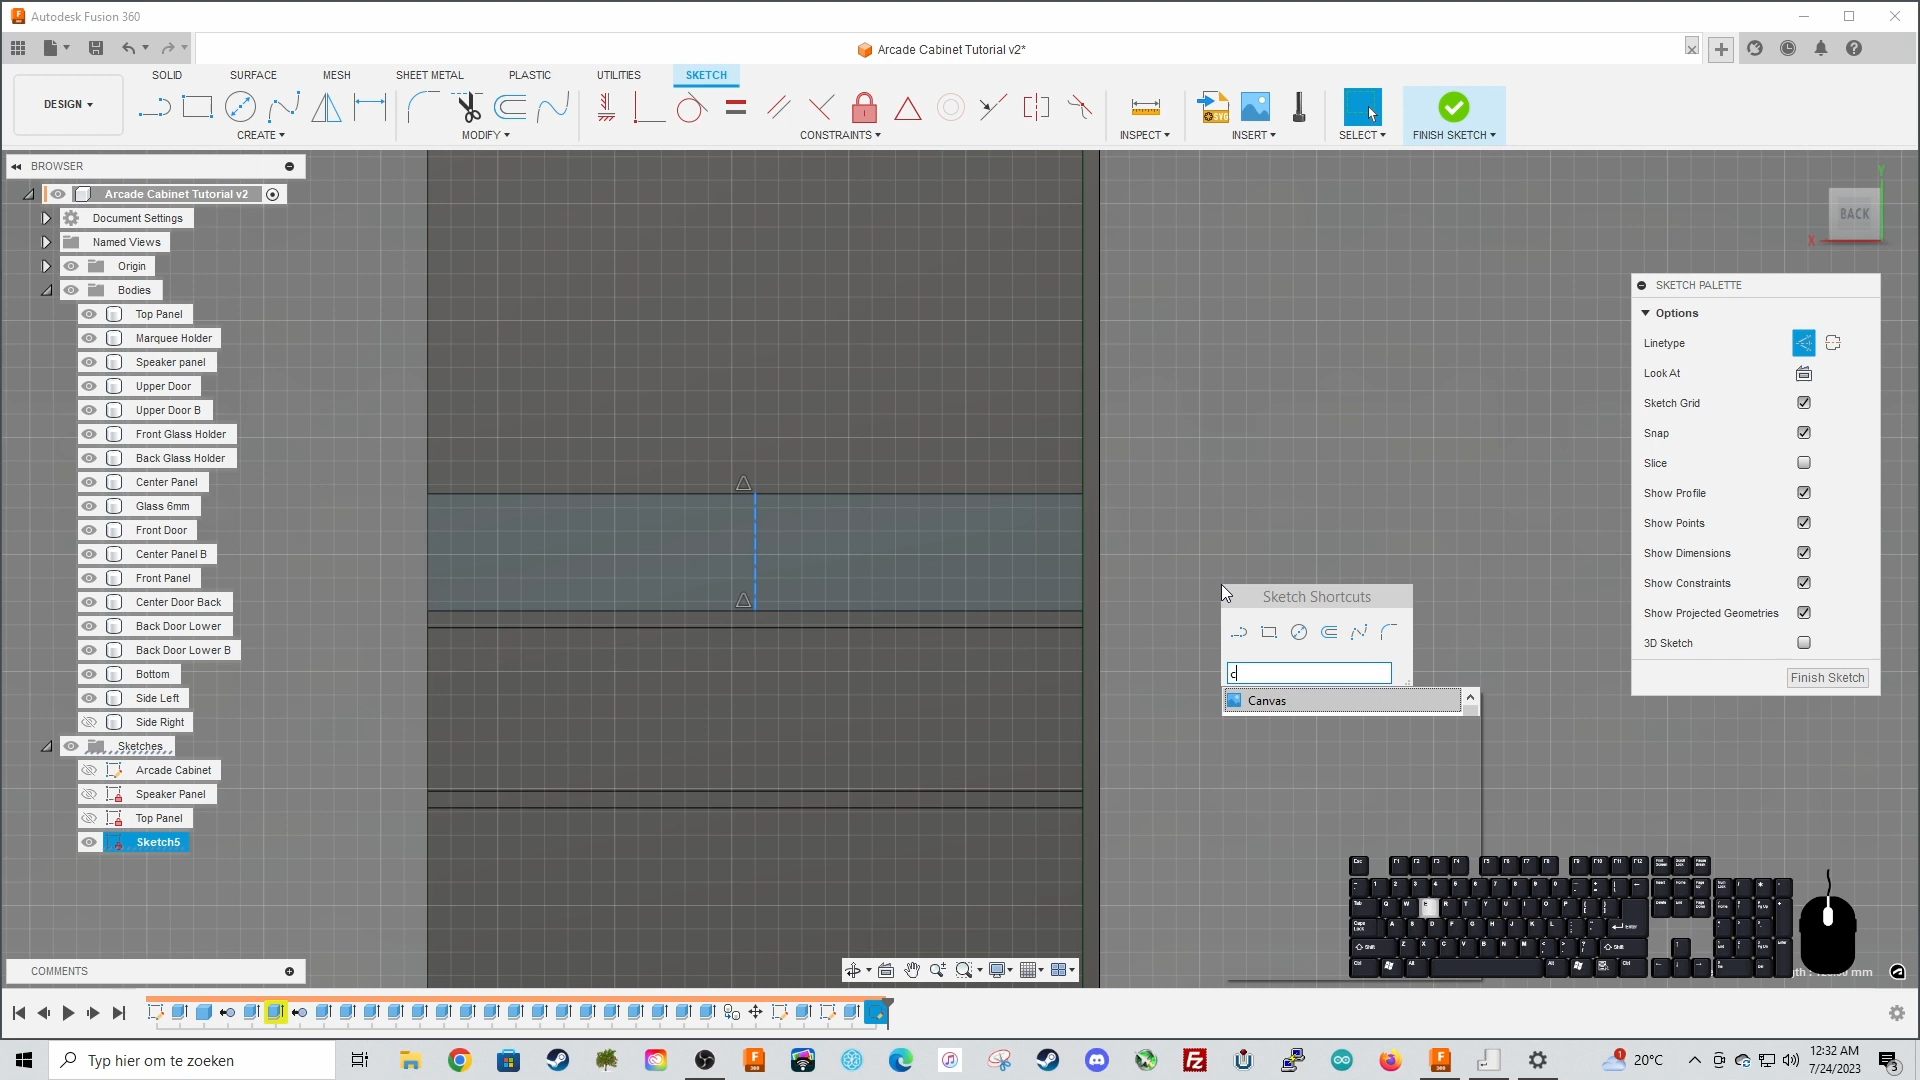 Autodesk Fusion 360
Arcade Cabinet Tutorial v2*
SOLID SURFACE MESH SHEET METAL PLASTIC UTILITIES SKETCH
DESIGN
CREATE MODIFY CONSTRAINTS INSPECT INSERT SELECT FINISH SKETCH
BROWSER
Arcade Cabinet Tutorial v2
Document Settings
Named Views
Origin
Bodies
Top Panel
Marquee Holder
Speaker panel
Upper Door
Upper Door B
Front Glass Holder
Back Glass Holder
Center Panel
Glass 6mm
Front Door
Center Panel B
Front Panel
Center Door Back
Back Door Lower
Back Door Lower B
Bottom
Side Left
Side Right
Sketches
Arcade Cabinet
Speaker Panel
Top Panel
Sketch5
COMMENTS
Y
BACK
X
SKETCH PALETTE
Options
Linetype
Look At
Sketch Grid
Snap
Slice
Show Profile
Show Points
Show Dimensions
Show Constraints
Show Projected Geometries
3D Sketch
Finish Sketch
Sketch Shortcuts
c
Canvas
Typ hier om te zoeken
20°C
12:32 AM
7/24/2023
3